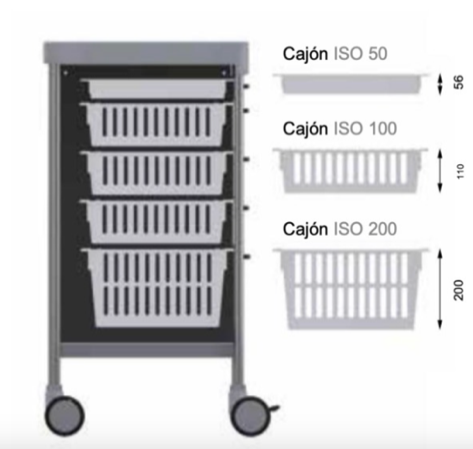 Cajón ISO 50
56
Cajón ISO 100
110
Cajón ISO 200
200